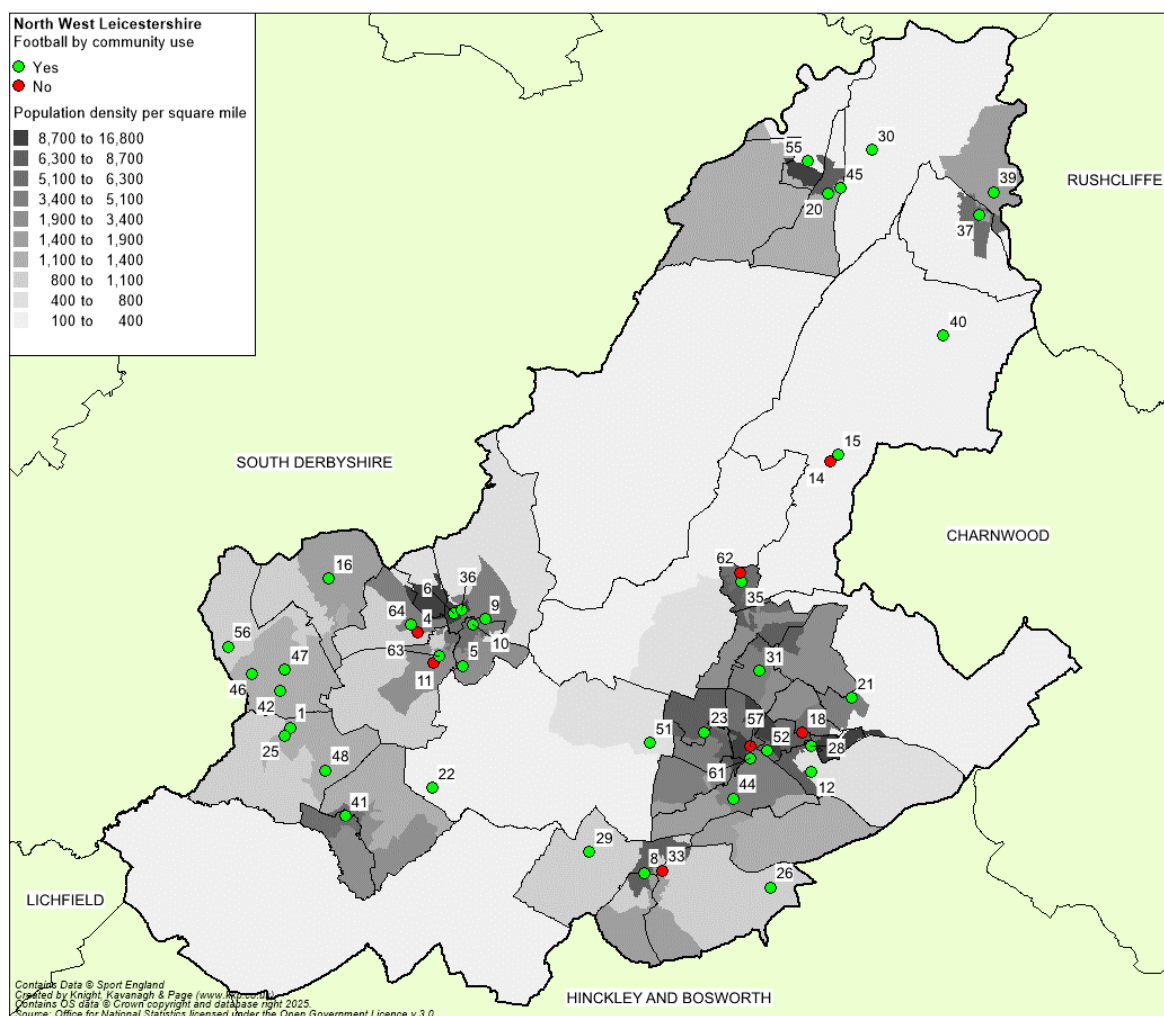 North West Leicestershire
Football by community use
Yes
No
Population density per square mile
8,700 to 16,800
6,300 to 8,700
5,100 to 6,300
3,400 to 5,100
1,900 to 3,400
1,400 to 1,900
1,100 to 1,400
800 to 1,100
400 to 800
100 to 400
55
30
45
20
39
RUSHCLIFFE
37
40
SOUTH DERBYSHIRE
15
14
CHARNWOOD
62
35
16
6
36
9
64
4
10
56
63
5
47
11
31
46
42
21
1
25
51
23
57
18
52
28
48
22
61
44
12
41
29
8
33
26
LICHFIELD
HINCKLEY AND BOSWORTH
Contains Data © Sport England
Created by Knight, Kavanagh & Page (www.kkp.co.uk)
Contains OS data © Crown copyright and database right 2025.
Source: Office for National Statistics licensed under the Open Government Licence v.3.0